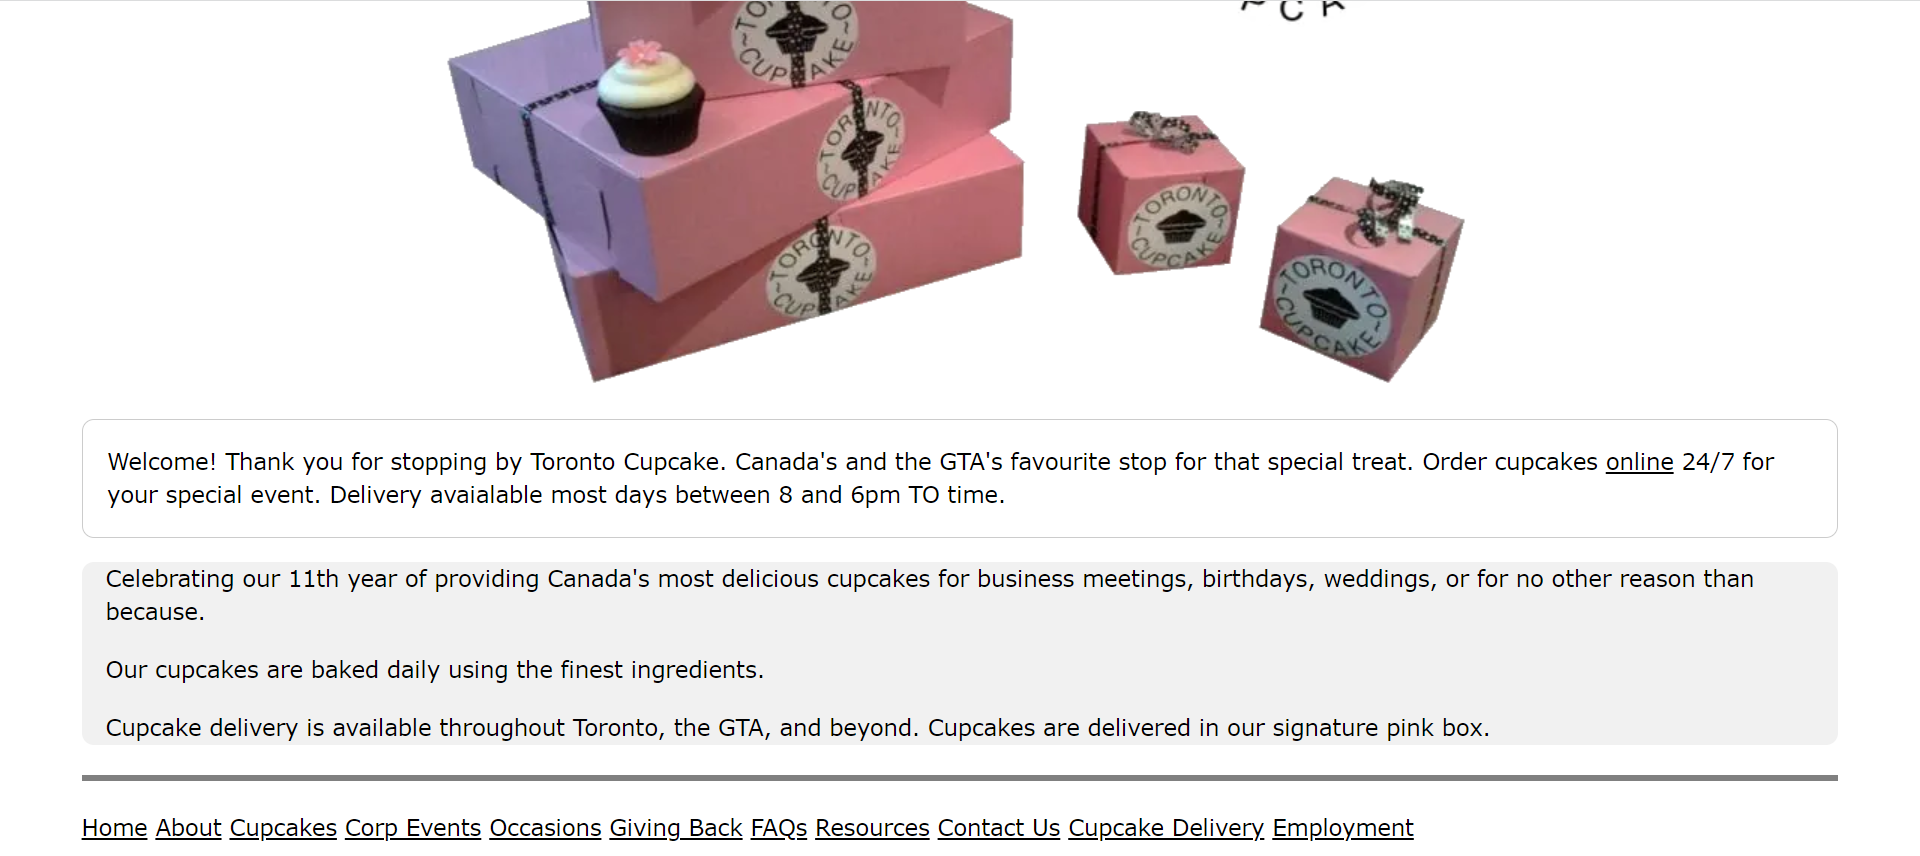 TORONTO
CUPCAKE
TORONTO
CUPCAKE
TORONTO
CUPCAKE
TORONTO
CUPCAKE
Welcome! Thank you for stopping by Toronto Cupcake. Canada's and the GTA's favourite stop for that special treat. Order cupcakes online 24/7 for
your special event. Delivery avaialable most days between 8 and 6pm TO time.
Celebrating our 11th year of providing Canada's most delicious cupcakes for business meetings, birthdays, weddings, or for no other reason than
because.
Our cupcakes are baked daily using the finest ingredients.
Cupcake delivery is available throughout Toronto, the GTA, and beyond. Cupcakes are delivered in our signature pink box.
Home About Cupcakes Corp Events Occasions Giving Back FAQs Resources Contact Us Cupcake Delivery Employment